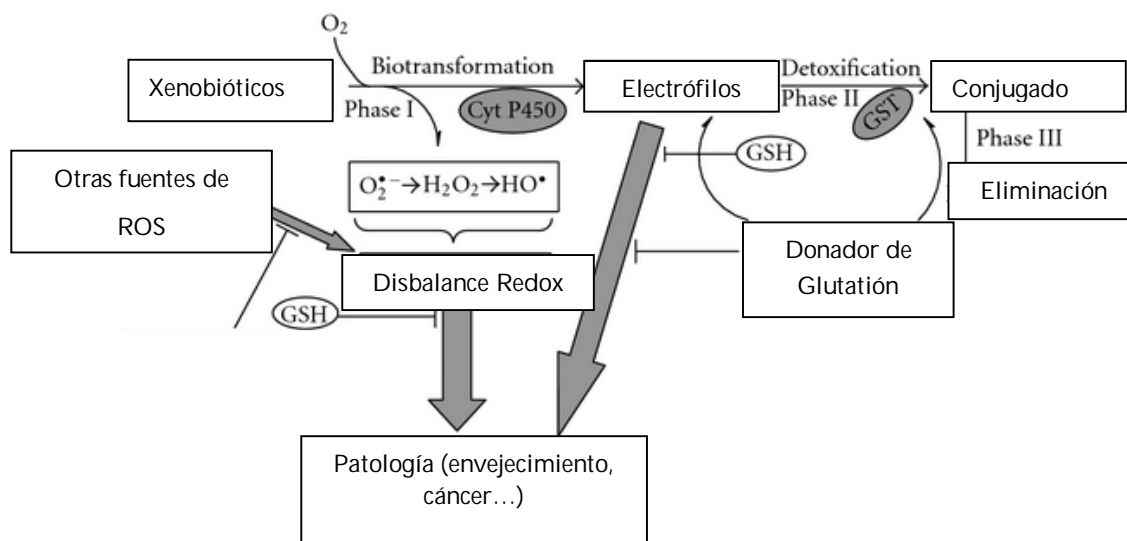 O₂
Xenobióticos
Biotransformation
Phase I
Cyt P450
Electrófilos
Detoxification
Phase II
GST
Conjugado
Phase III
Eliminación
GSH
O₂•−→H₂O₂→HO•
Otras fuentes de
ROS
Disbalance Redox
GSH
Donador de
Glutatión
Patología (envejecimiento,
cáncer…)